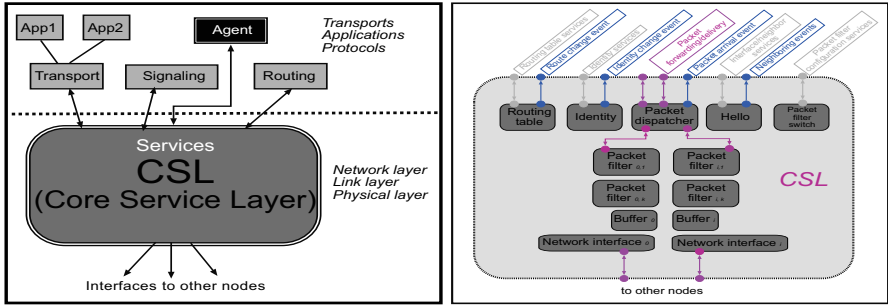 App1
App2
Agent
Transports
Applications
Protocols
Transport
Signaling
Routing
Services
CSL
(Core Service Layer)
Network layer
Link layer
Physical layer
Interfaces to other nodes
Routing table services
Route change event
Identity services
Identity change event
Packet
forwarding/delivery
Packet arrival event
Interface/neighbor
services
Neighboring events
Packet filter
configuration services
Routing
table
Identity
Packet
dispatcher
Hello
Packet
filter
switch
Packet
filter O,1
Packet
filter I,1
Packet
filter O,K
Packet
filter I,K
CSL
Buffer O
Buffer I
Network interface O
Network interface I
to other nodes